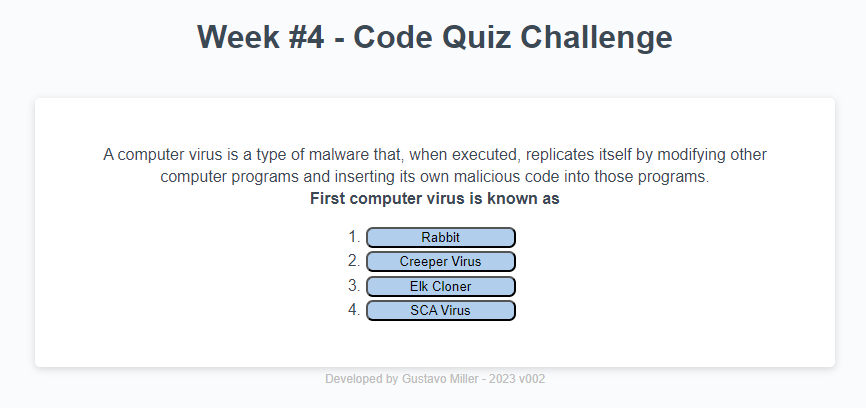 Week #4 - Code Quiz Challenge
A computer virus is a type of malware that, when executed, replicates itself by modifying other
computer programs and inserting its own malicious code into those programs.
First computer virus is known as
1. Rabbit
2. Creeper Virus
3. Elk Cloner
4. SCA Virus
Developed by Gustavo Miller - 2023 v002